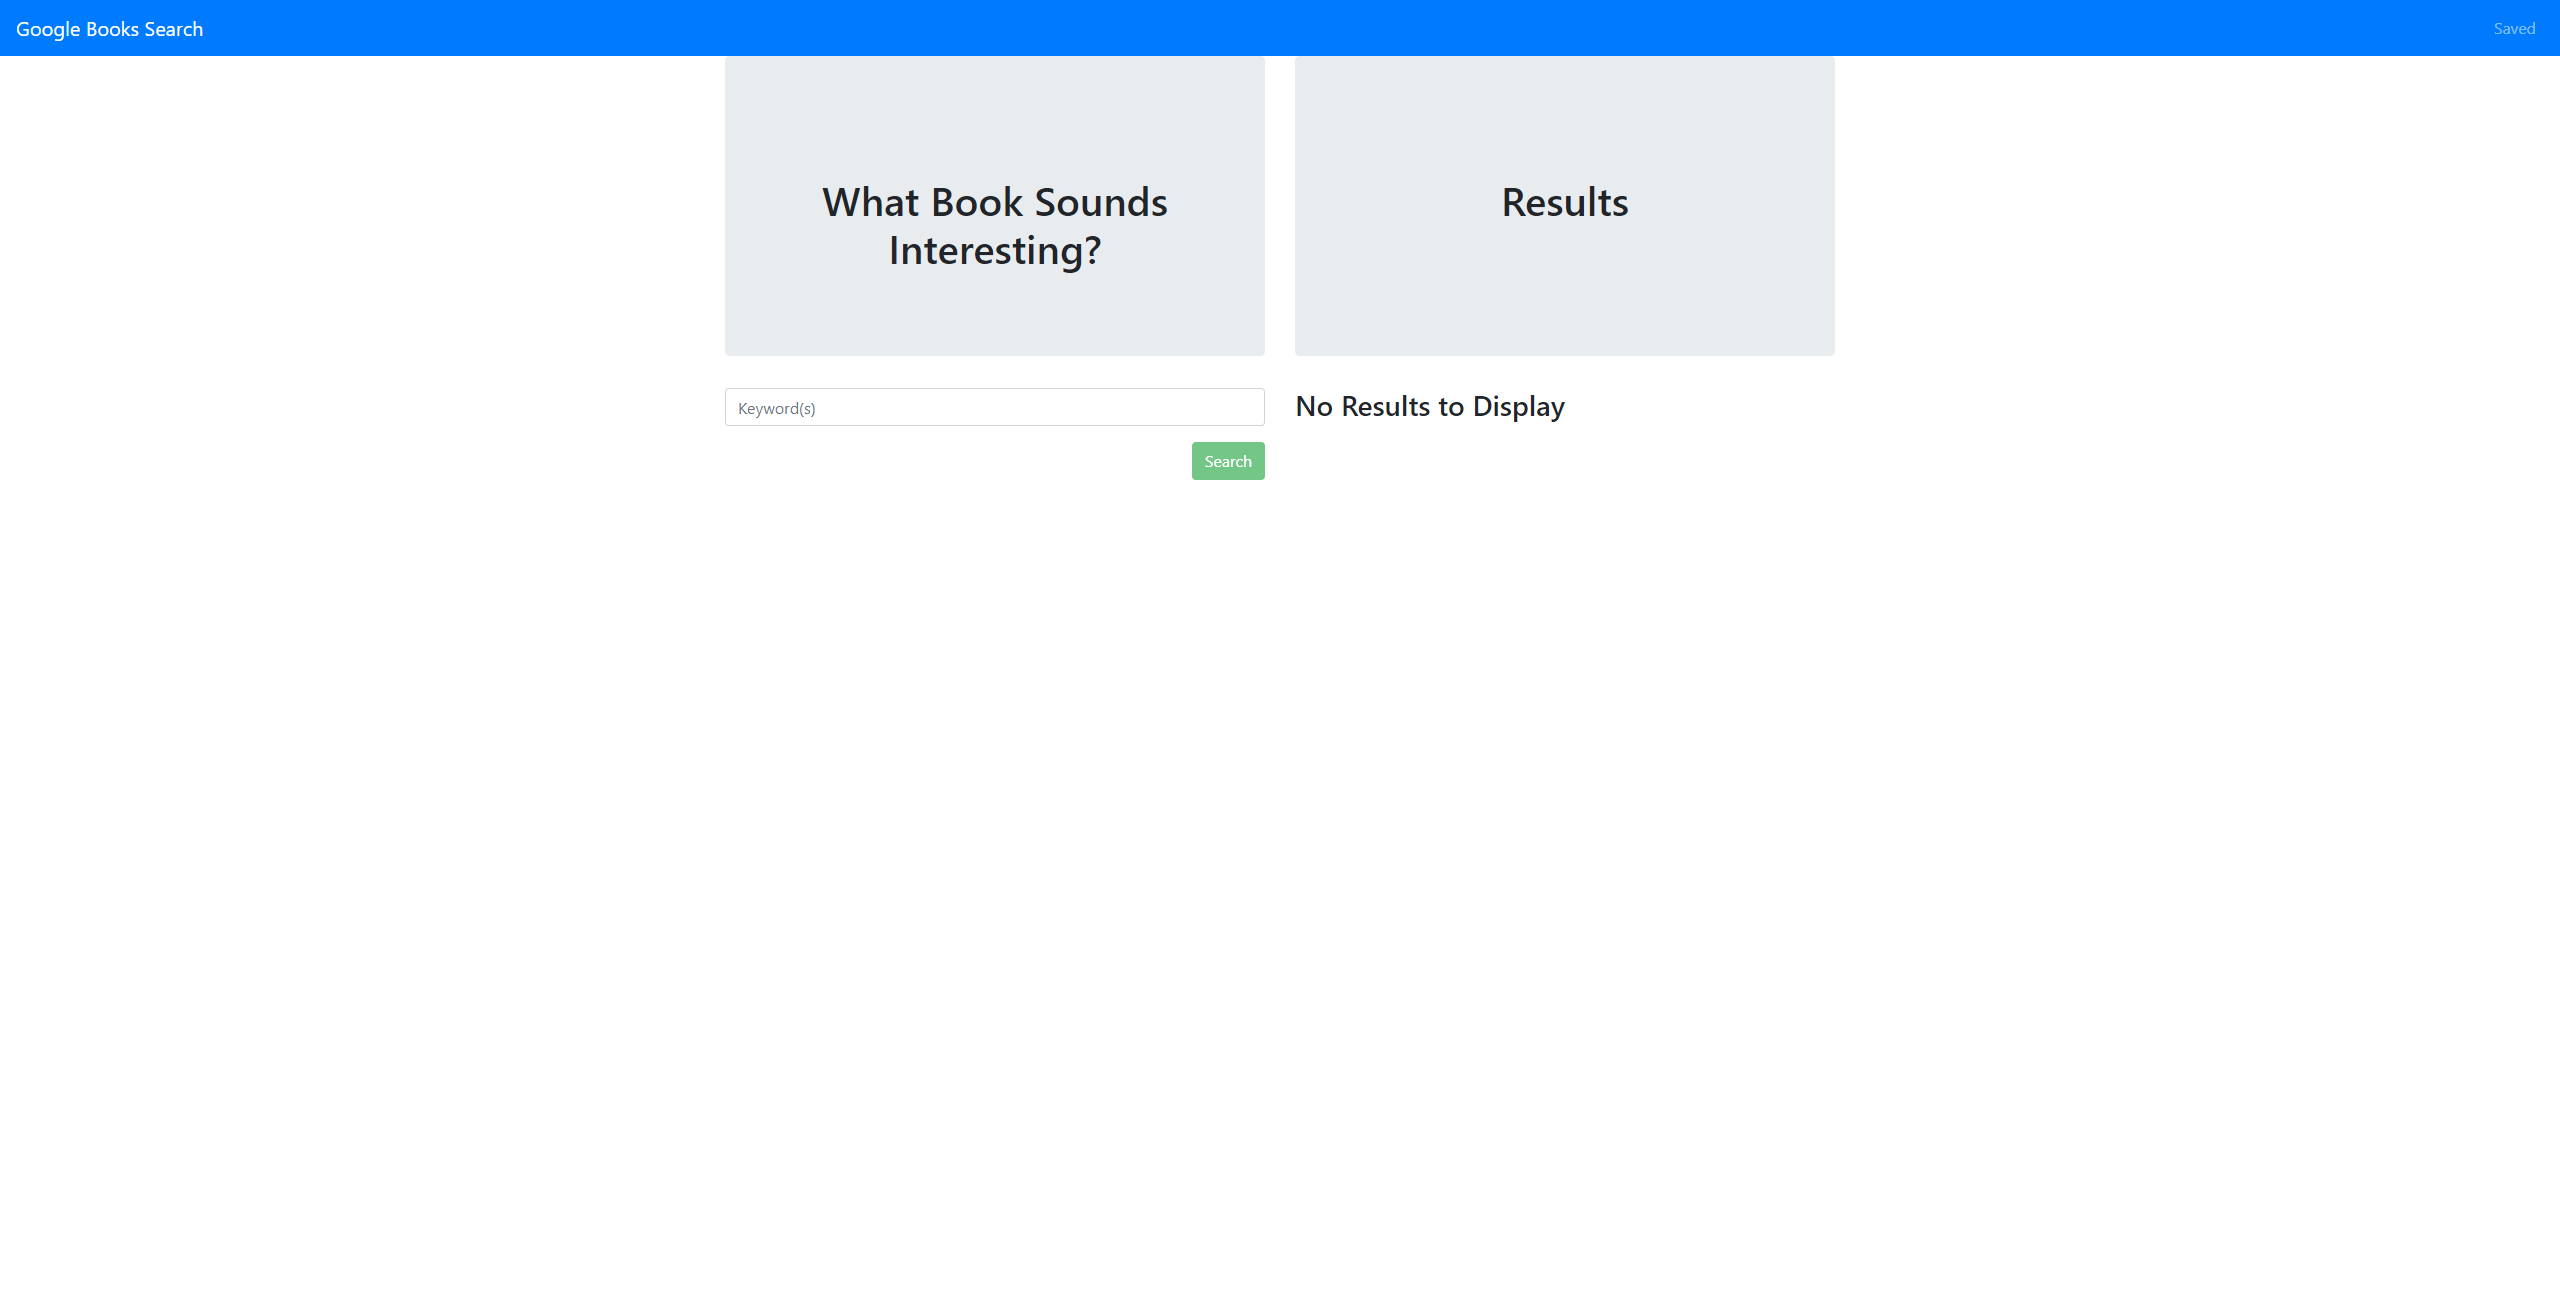 Google Books Search
Saved
What Book Sounds
Interesting?
Results
Keyword(s)
No Results to Display
Search